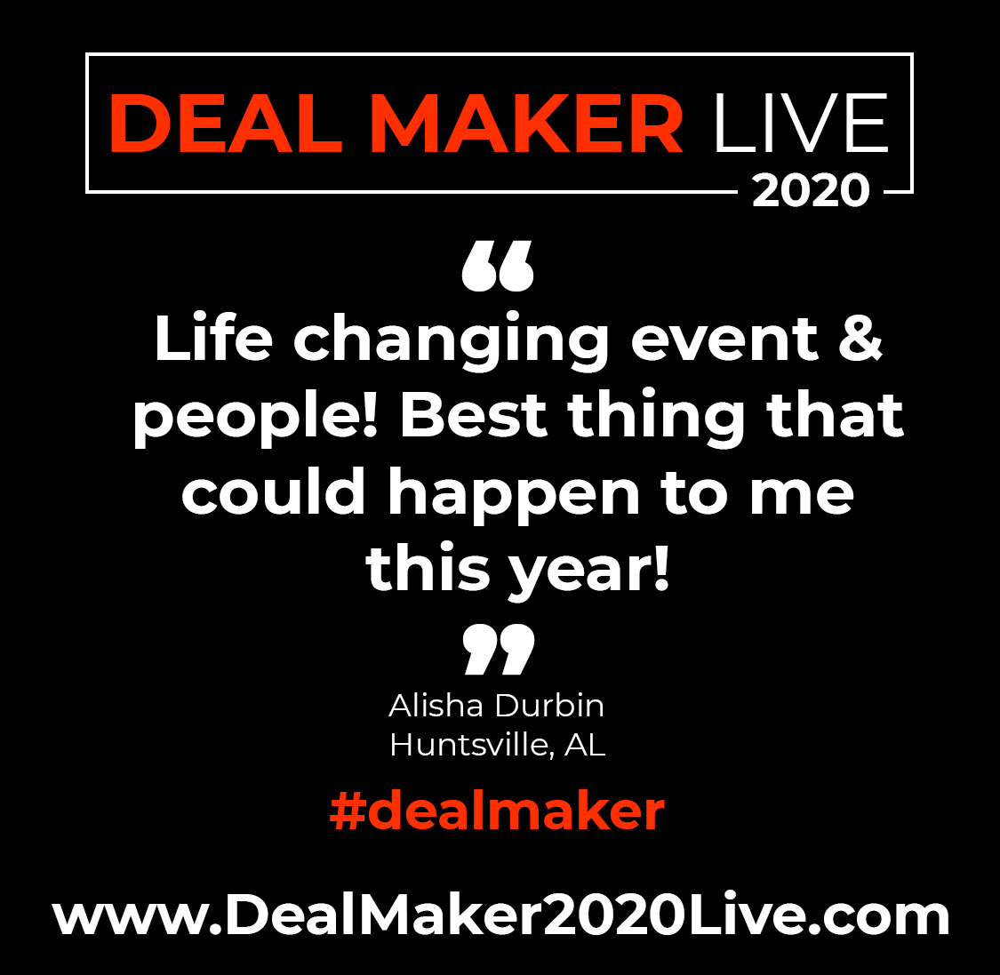 DEAL MAKER LIVE
2020
“
Life changing event &
people! Best thing that
could happen to me
this year!
”
Alisha Durbin
Huntsville, AL
#dealmaker
www.DealMaker2020Live.com